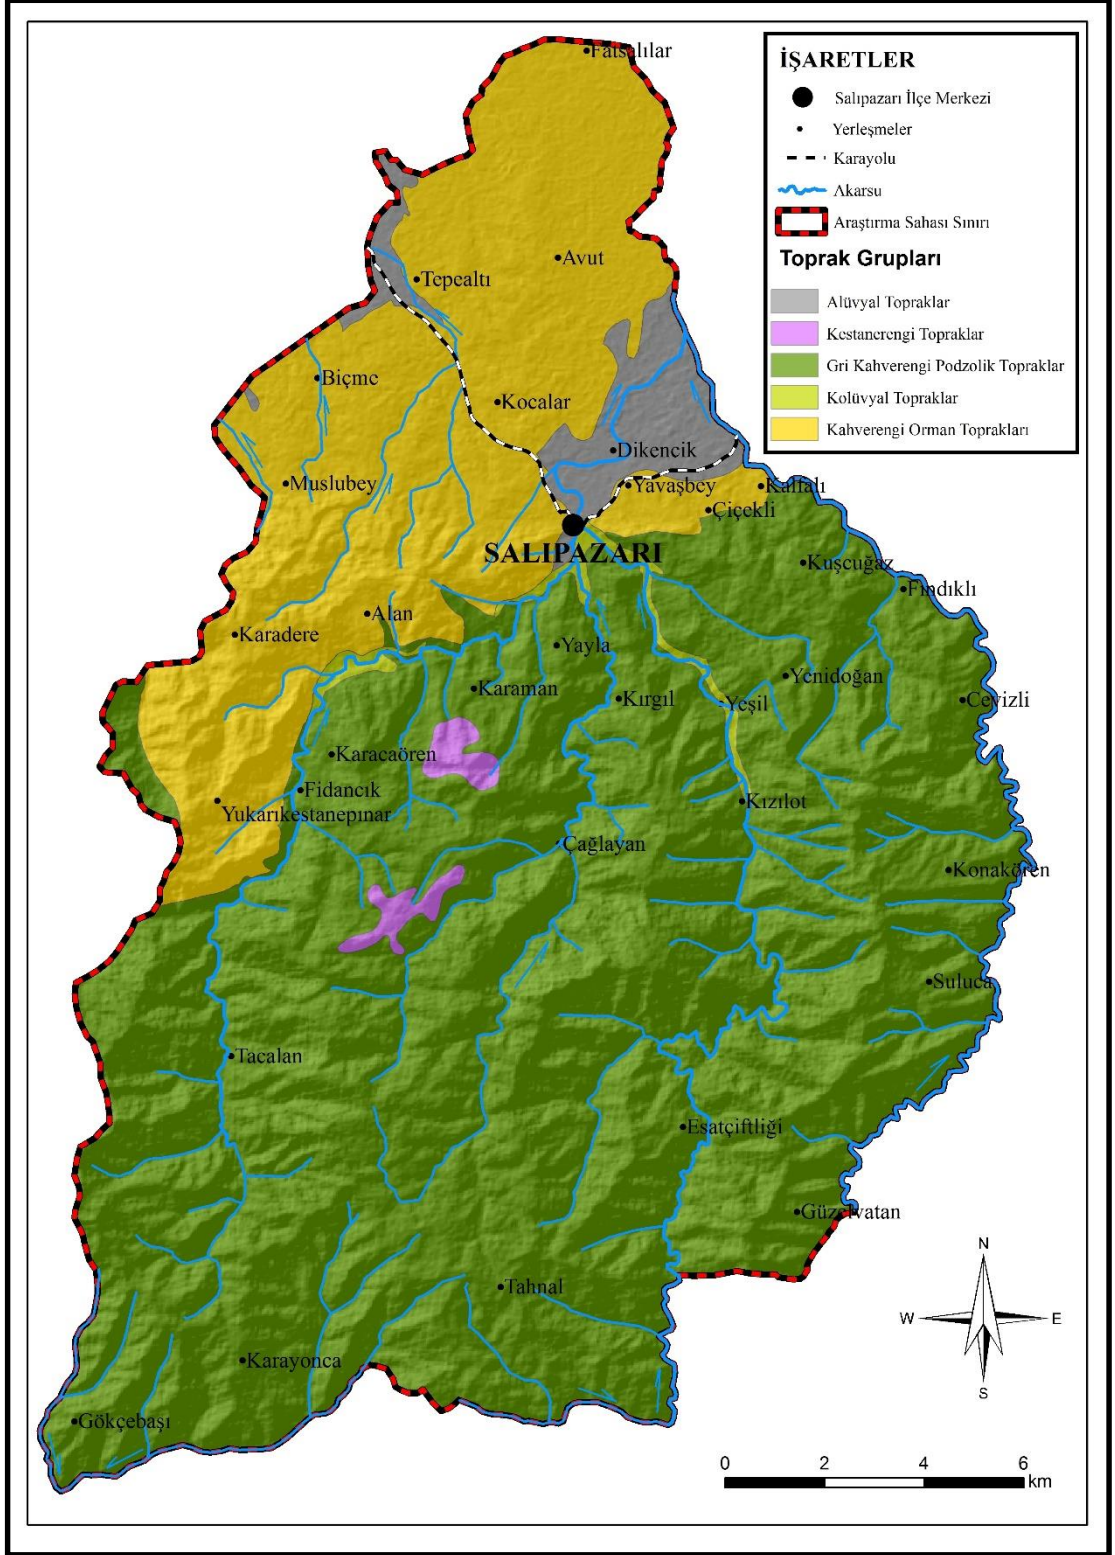 İŞARETLER
Salıpazarı İlçe Merkezi
Yerleşmeler
Karayolu
Akarsu
Araştırma Sahası Sınırı
Toprak Grupları
Alüvyal Topraklar
Kestanerengi Topraklar
Gri Kahverengi Podzolik Topraklar
Kolüvyal Topraklar
Kahverengi Orman Toprakları
Fatsalılar
Avut
Tepealtı
Biçme
Kocalar
Dikencik
Muslubey
Yavaşbey
Kalfalı
Çiçekli
SALIPAZARI
Kuşcuğaz
Fındıklı
Alan
Karadere
Yayla
Yenidoğan
Karaman
Kırgıl
Yeşil
Cevizli
Karacaören
Fidancık
Kızılot
Yukarıkestanepınar
Çağlayan
Konakören
Suluca
Tacalan
Esatçiftliği
Güzelvatan
Tahnal
Karayonca
Gökçebaşı
N
W
E
S
0 2 4 6
km